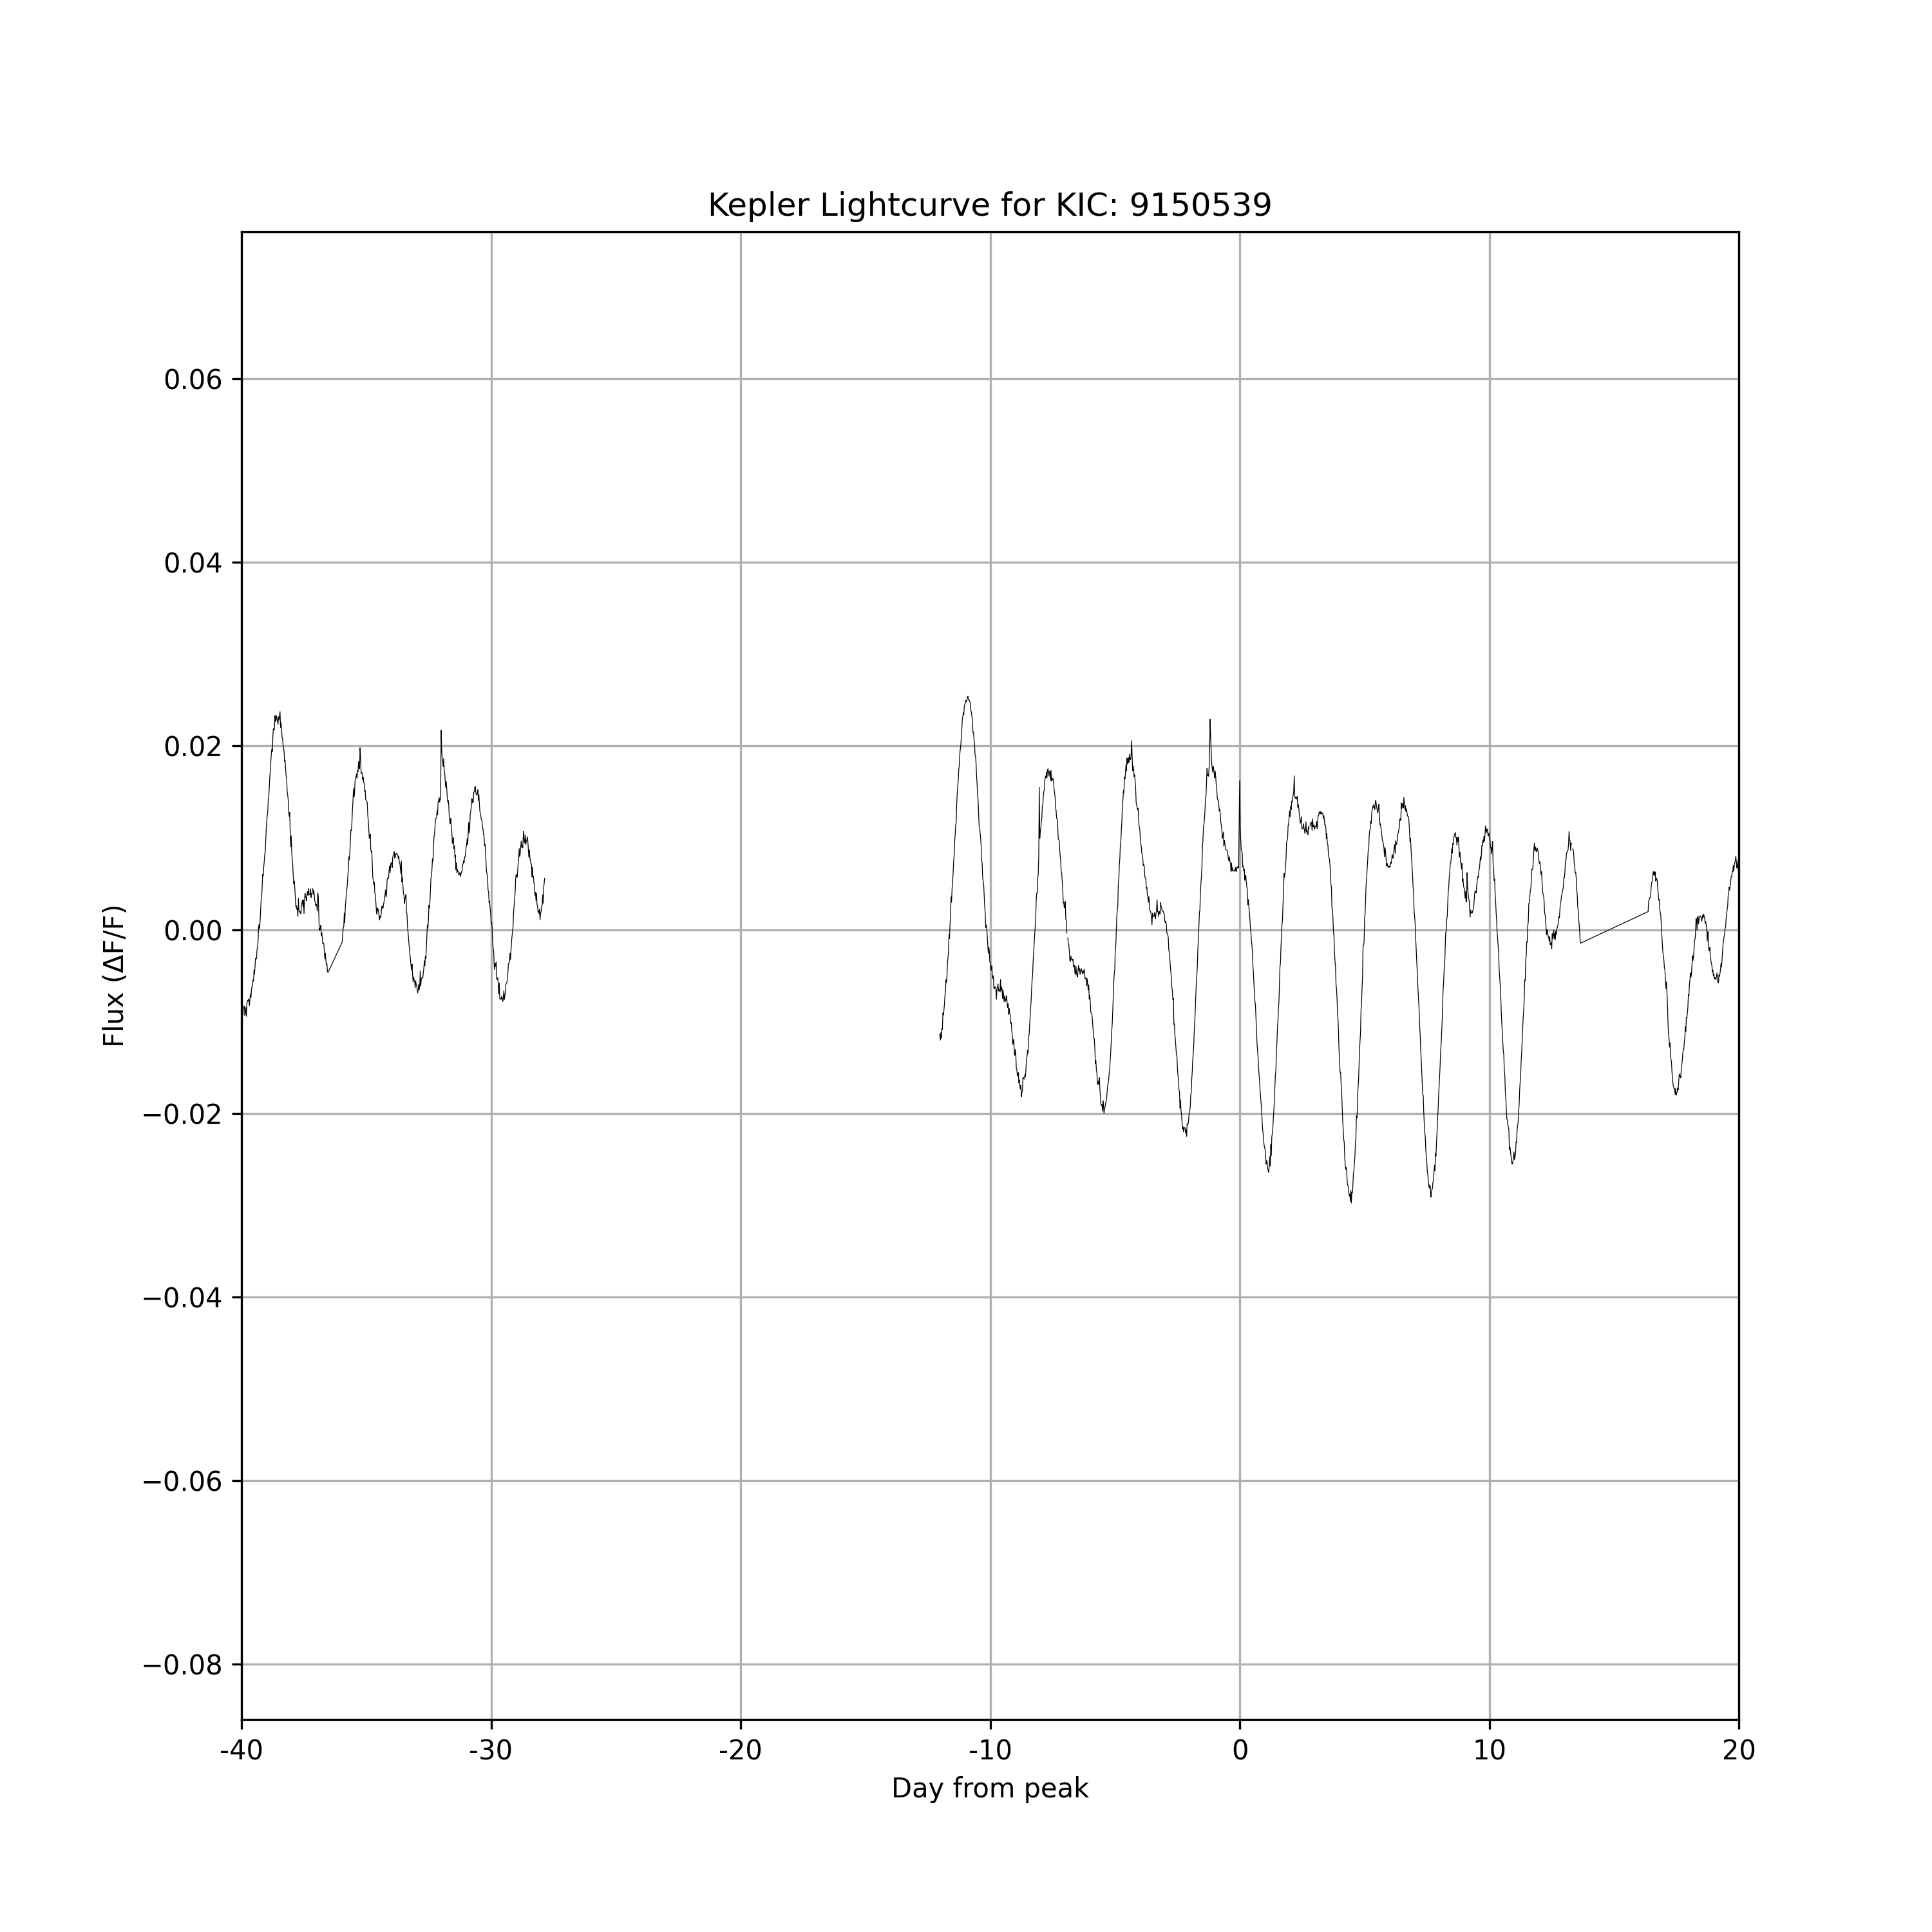 Kepler Lightcurve for KIC: 9150539
Flux (ΔF/F)
0.06
0.04
0.02
0.00
−0.02
−0.04
−0.06
−0.08
-40 -30 -20 -10 0 10 20
Day from peak